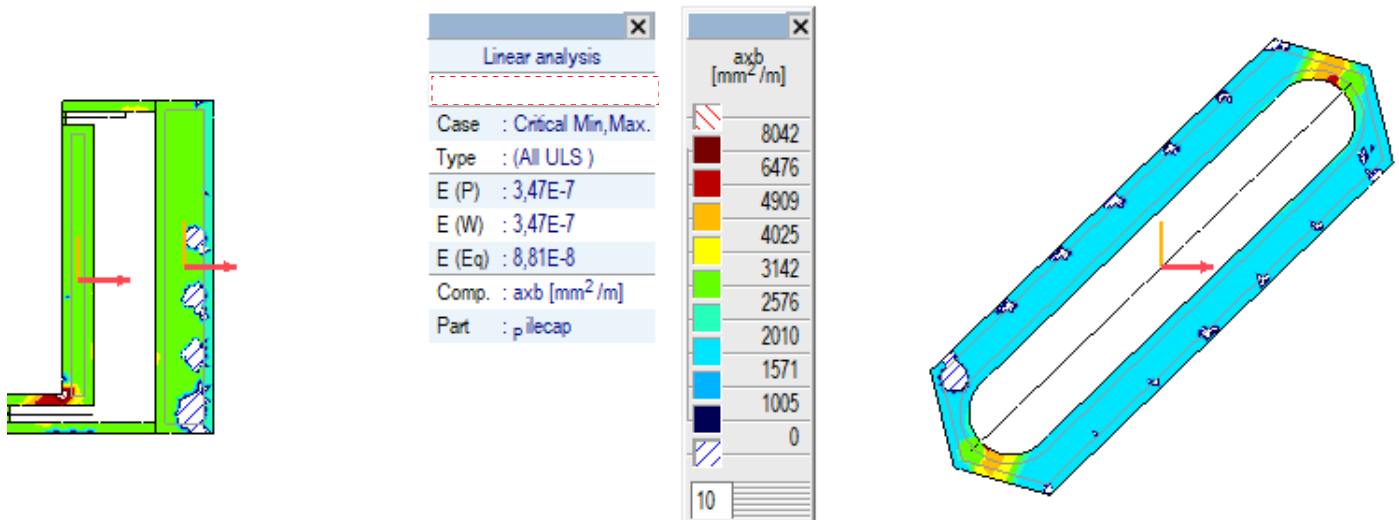 Linear analysis
Case : Critical Min,Max.
Type : (All ULS )
E (P) : 3,47E-7
E (W) : 3,47E-7
E (Eq) : 8,81E-8
Comp. : axb [mm2 /m]
Part : P ilecap
axb
[mm2 /m]
8042
6476
4909
4025
3142
2576
2010
1571
1005
0
10